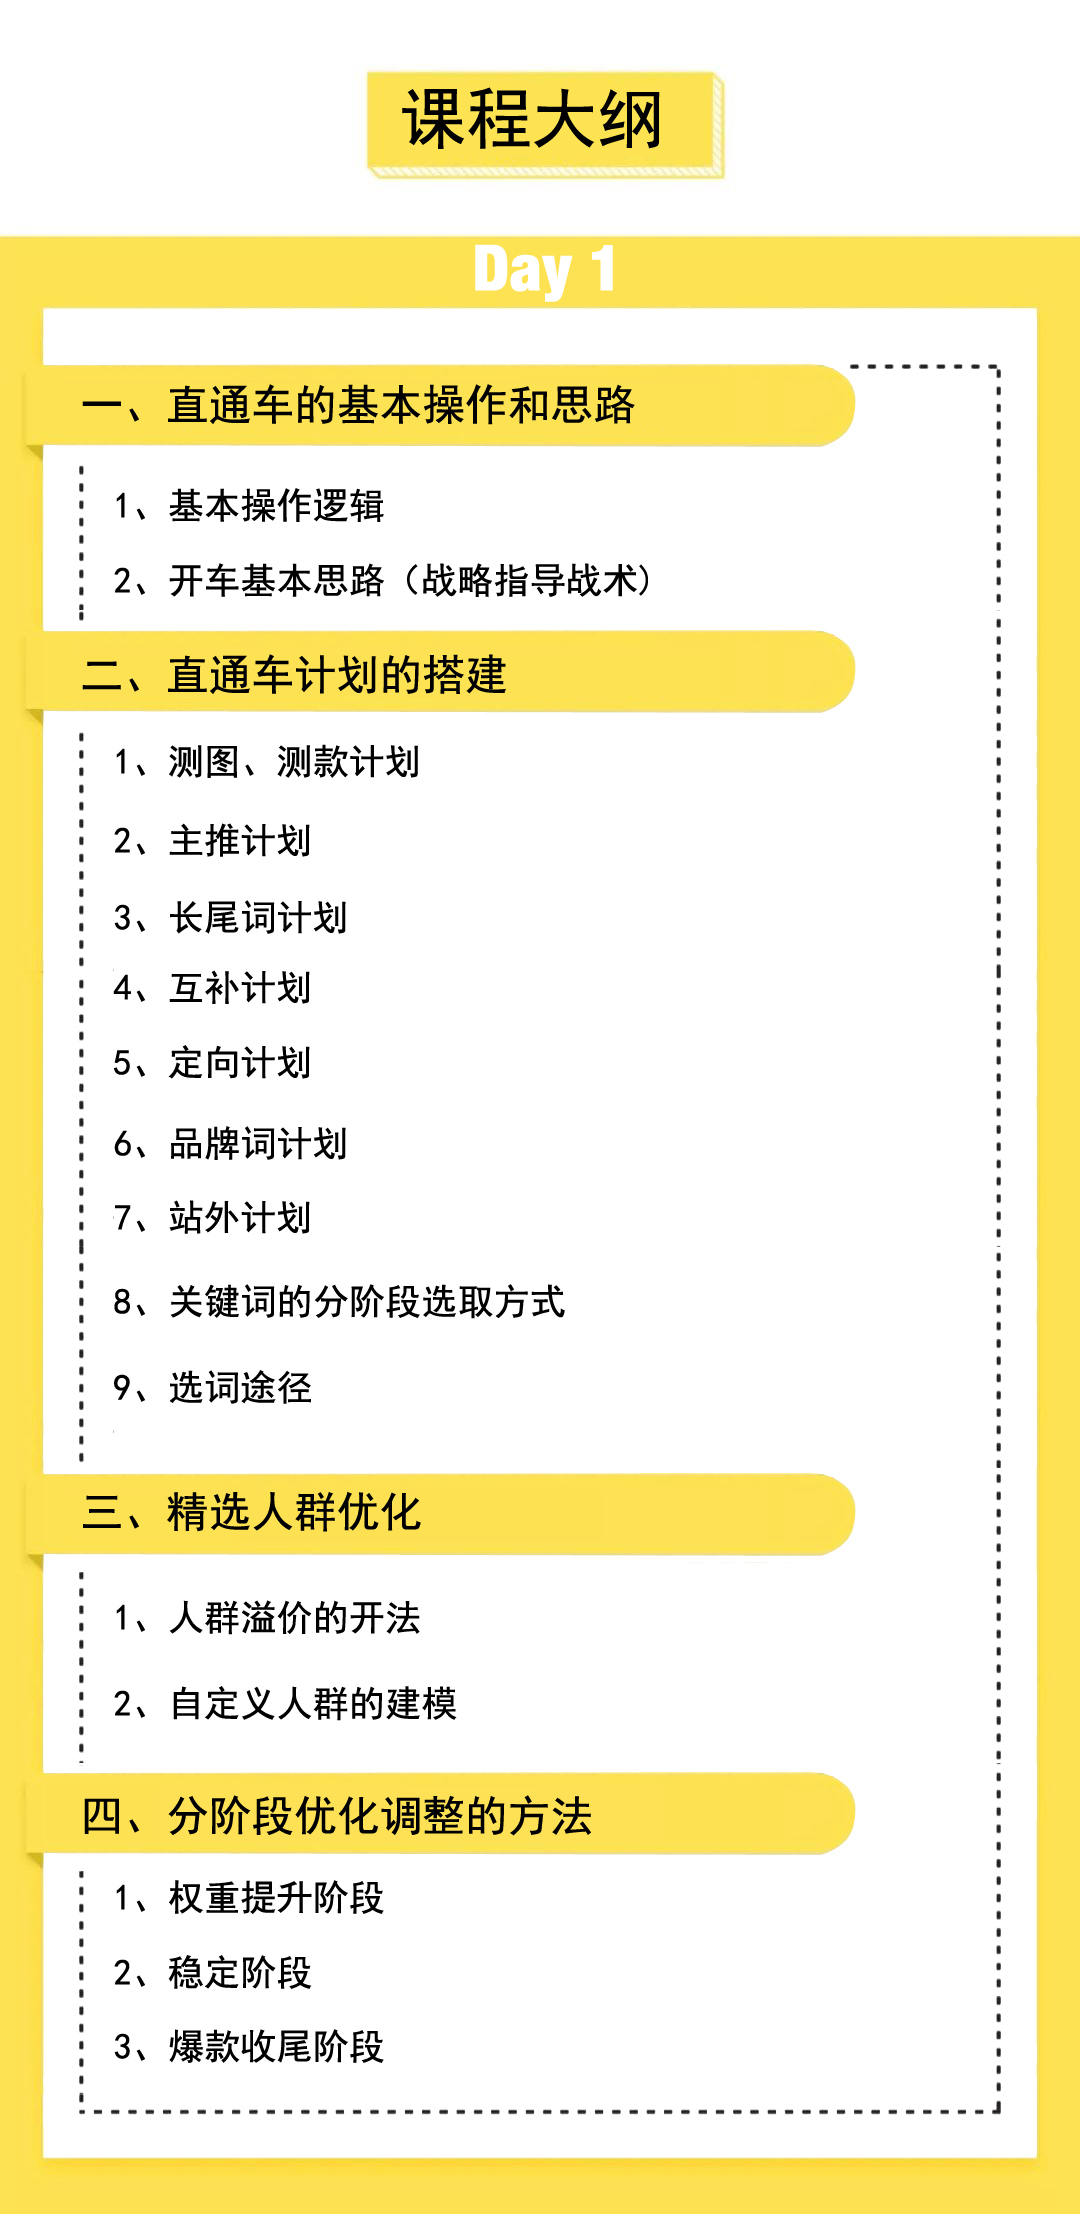 课程大纲
Day 1
一、直通车的基本操作和思路
1、基本操作逻辑
2、开车基本思路（战略指导战术）
二、直通车计划的搭建
1、测图、测款计划
2、主推计划
3、长尾词计划
4、互补计划
5、定向计划
6、品牌词计划
7、站外计划
8、关键词的分阶段选取方式
9、选词途径
三、精选人群优化
1、人群溢价的开法
2、自定义人群的建模
四、分阶段优化调整的方法
1、权重提升阶段
2、稳定阶段
3、爆款收尾阶段